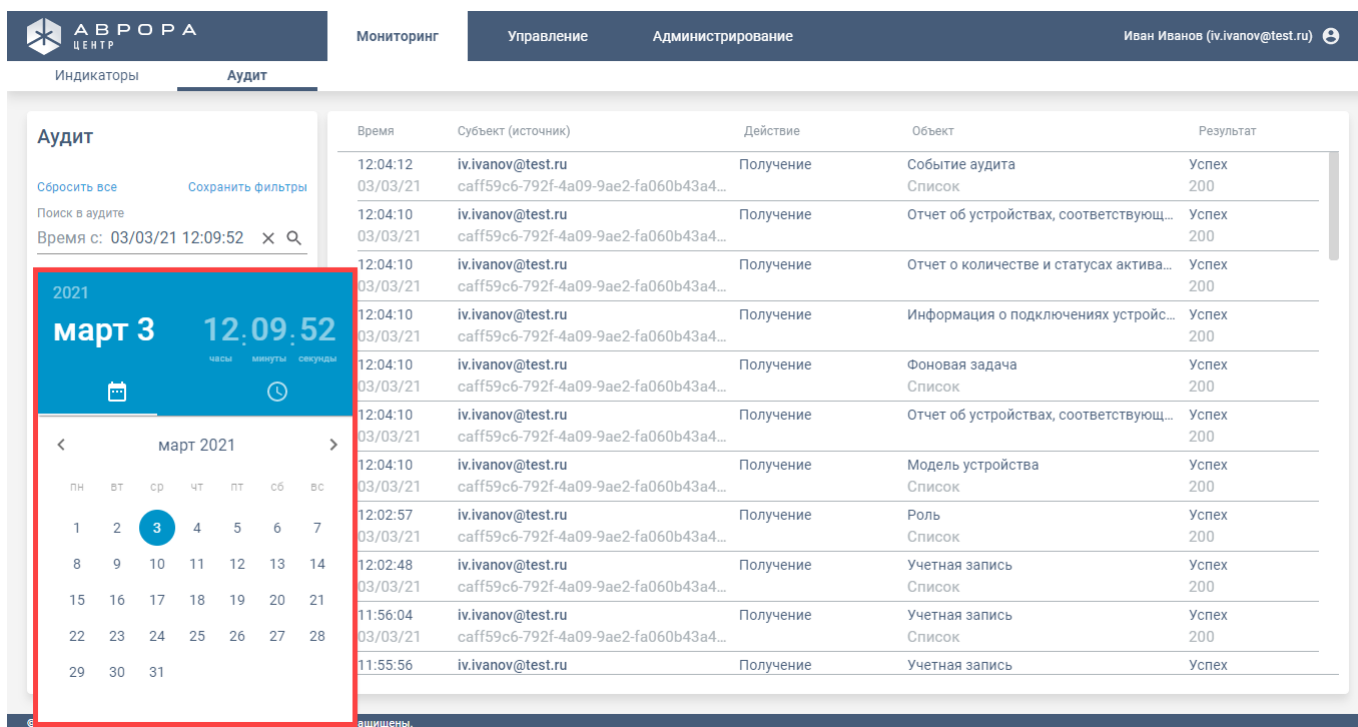 АВРОРА
ЦЕНТР
Мониторинг
Управление
Администрирование
Иван Иванов (iv.ivanov@test.ru)
Индикаторы
Аудит
Аудит
Сбросить все
Сохранить фильтры
Поиск в аудите
Время с: 03/03/21 12:09:52
2021
март 3
12:09:52
часы минуты секунды
март 2021
пн вт ср чт пт сб вс
1 2 3 4 5 6 7
8 9 10 11 12 13 14
15 16 17 18 19 20 21
22 23 24 25 26 27 28
29 30 31
Время Субъект (источник) Действие Объект Результат
12:04:12 iv.ivanov@test.ru Получение Событие аудита Успех
03/03/21 caff59c6-792f-4a09-9ae2-fa060b43a4... Список 200
12:04:10 iv.ivanov@test.ru Получение Отчет об устройствах, соответствующ... Успех
03/03/21 caff59c6-792f-4a09-9ae2-fa060b43a4... 200
12:04:10 iv.ivanov@test.ru Получение Отчет о количестве и статусах актива... Успех
03/03/21 caff59c6-792f-4a09-9ae2-fa060b43a4... 200
12:04:10 iv.ivanov@test.ru Получение Информация о подключениях устройс... Успех
03/03/21 caff59c6-792f-4a09-9ae2-fa060b43a4... 200
12:04:10 iv.ivanov@test.ru Получение Фоновая задача Успех
03/03/21 caff59c6-792f-4a09-9ae2-fa060b43a4... Список 200
12:04:10 iv.ivanov@test.ru Получение Отчет об устройствах, соответствующ... Успех
03/03/21 caff59c6-792f-4a09-9ae2-fa060b43a4... 200
12:04:10 iv.ivanov@test.ru Получение Модель устройства Успех
03/03/21 caff59c6-792f-4a09-9ae2-fa060b43a4... Список 200
12:02:57 iv.ivanov@test.ru Получение Роль Успех
03/03/21 caff59c6-792f-4a09-9ae2-fa060b43a4... Список 200
12:02:48 iv.ivanov@test.ru Получение Учетная запись Успех
03/03/21 caff59c6-792f-4a09-9ae2-fa060b43a4... Список 200
11:56:04 iv.ivanov@test.ru Получение Учетная запись Успех
03/03/21 caff59c6-792f-4a09-9ae2-fa060b43a4... Список 200
11:55:56 iv.ivanov@test.ru Получение Учетная запись Успех